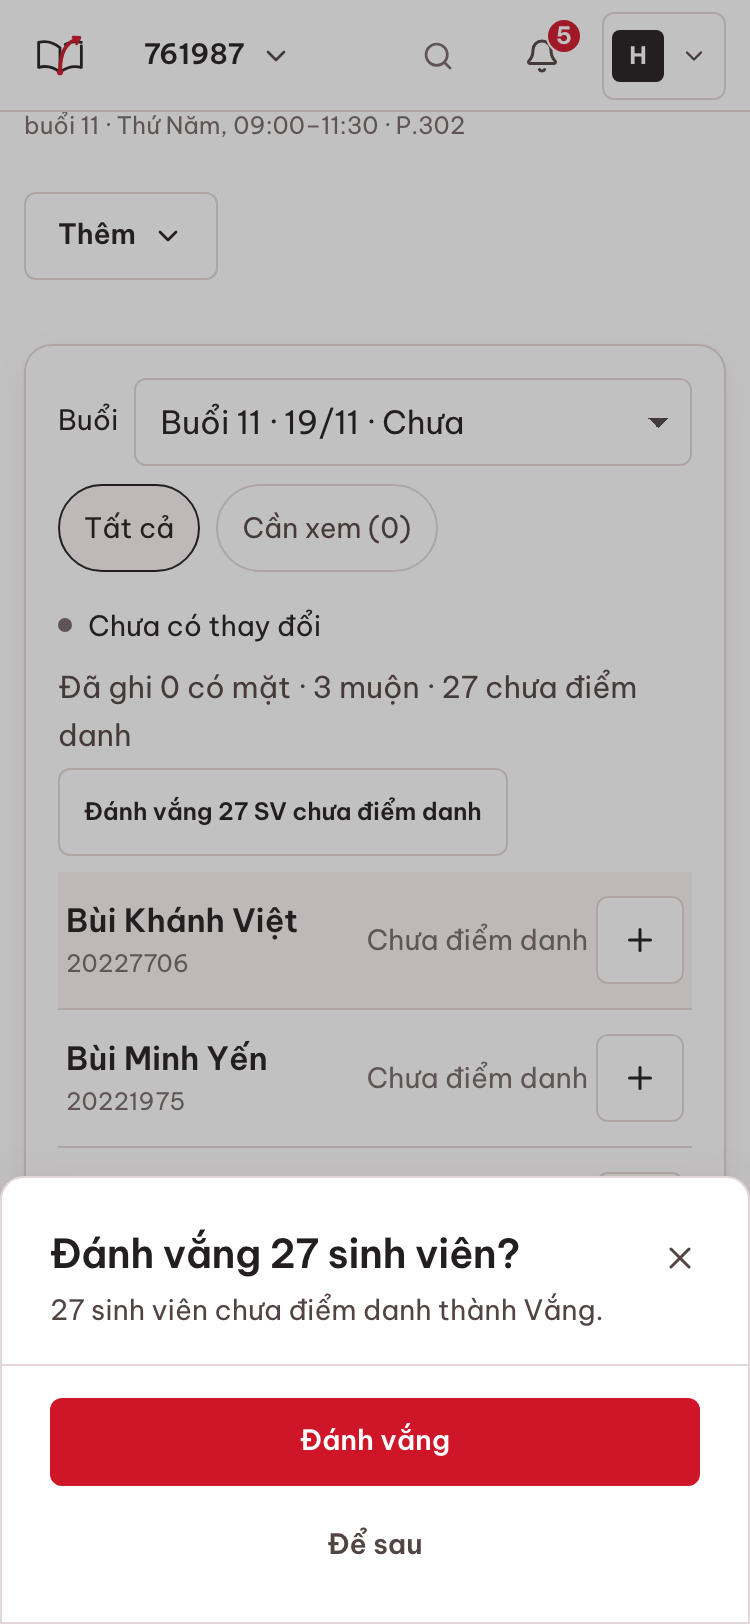 761987
5
H
buổi 11 · Thứ Năm, 09:00–11:30 · P.302
Thêm
Buổi
Buổi 11 · 19/11 · Chưa
Tất cả
Cần xem (0)
Chưa có thay đổi
Đã ghi 0 có mặt · 3 muộn · 27 chưa điểm
danh
Đánh vắng 27 SV chưa điểm danh
Bùi Khánh Việt
Chưa điểm danh
20227706
Bùi Minh Yến
Chưa điểm danh
20221975
Đánh vắng 27 sinh viên?
27 sinh viên chưa điểm danh thành Vắng.
Đánh vắng
Để sau